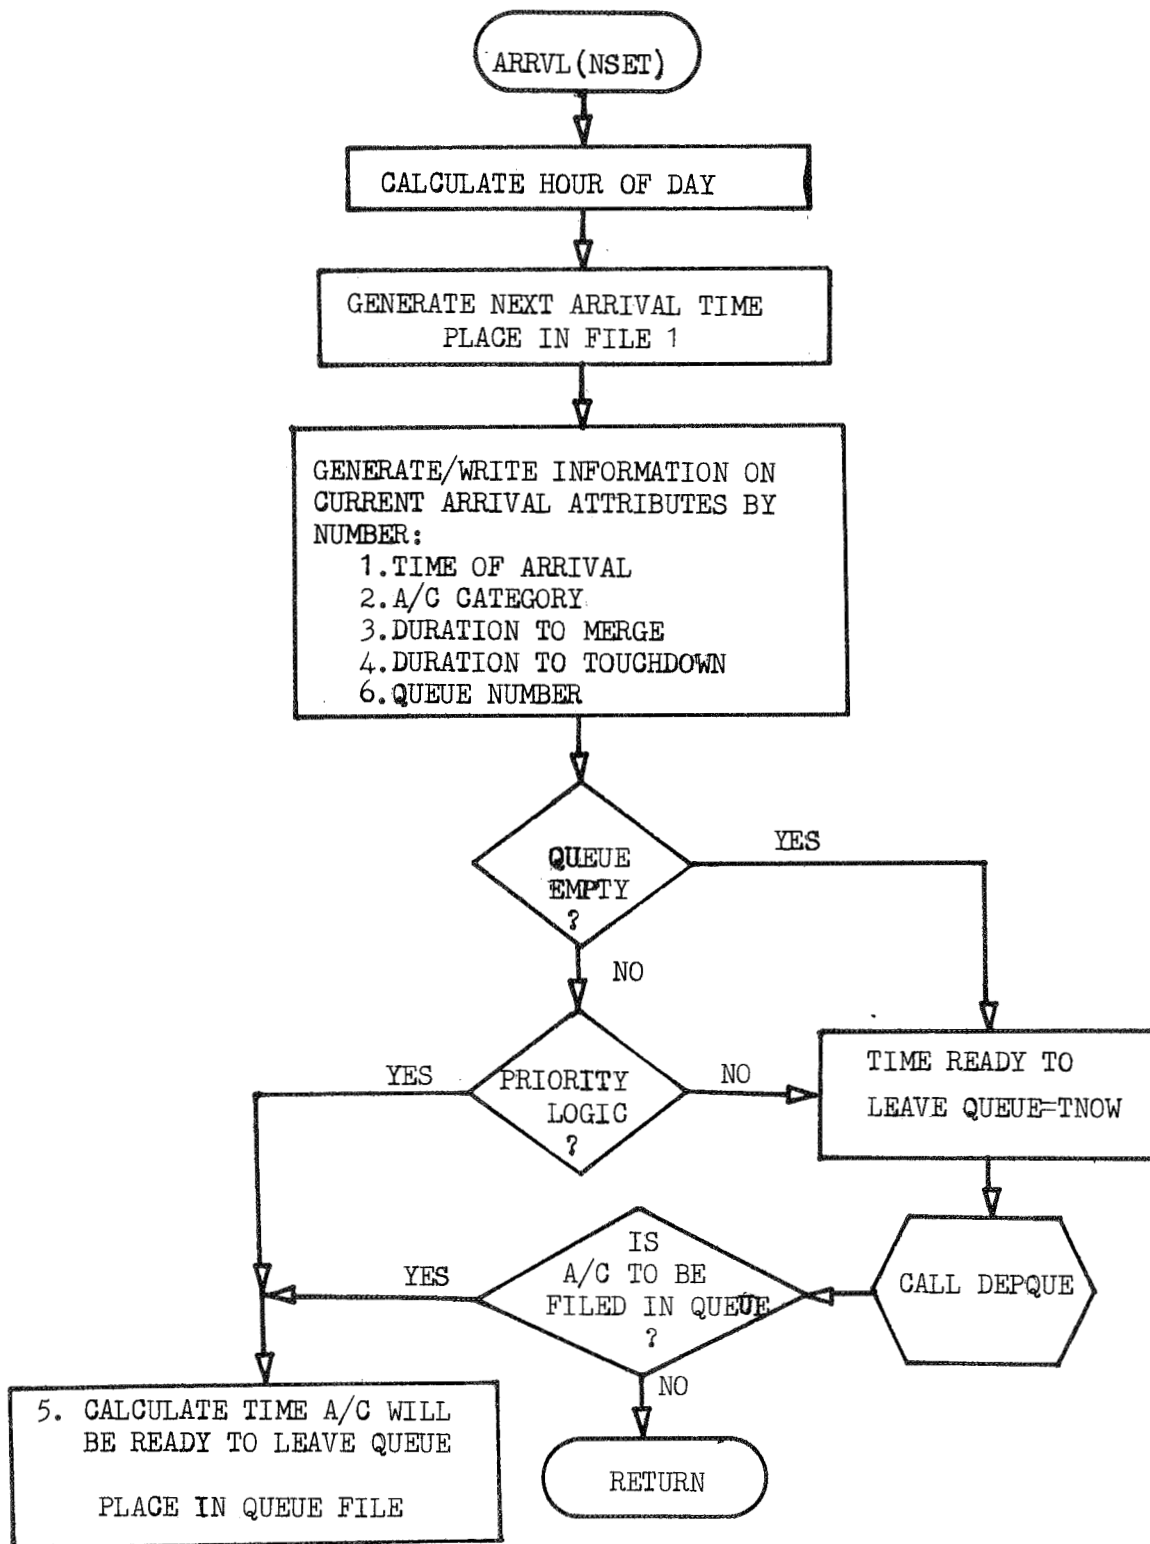 ARRVL(NSET)
CALCULATE HOUR OF DAY
GENERATE NEXT ARRIVAL TIME
PLACE IN FILE 1
GENERATE/WRITE INFORMATION ON
CURRENT ARRIVAL ATTRIBUTES BY
NUMBER:
1.TIME OF ARRIVAL
2.A/C CATEGORY
3.DURATION TO MERGE
4.DURATION TO TOUCHDOWN
6.QUEUE NUMBER
QUEUE
EMPTY
?
YES
NO
PRIORITY
LOGIC
?
YES
NO
TIME READY TO
LEAVE QUEUE=TNOW
CALL DEPQUE
IS
A/C TO BE
FILED IN QUEUE
?
YES
NO
5. CALCULATE TIME A/C WILL
BE READY TO LEAVE QUEUE
PLACE IN QUEUE FILE
RETURN